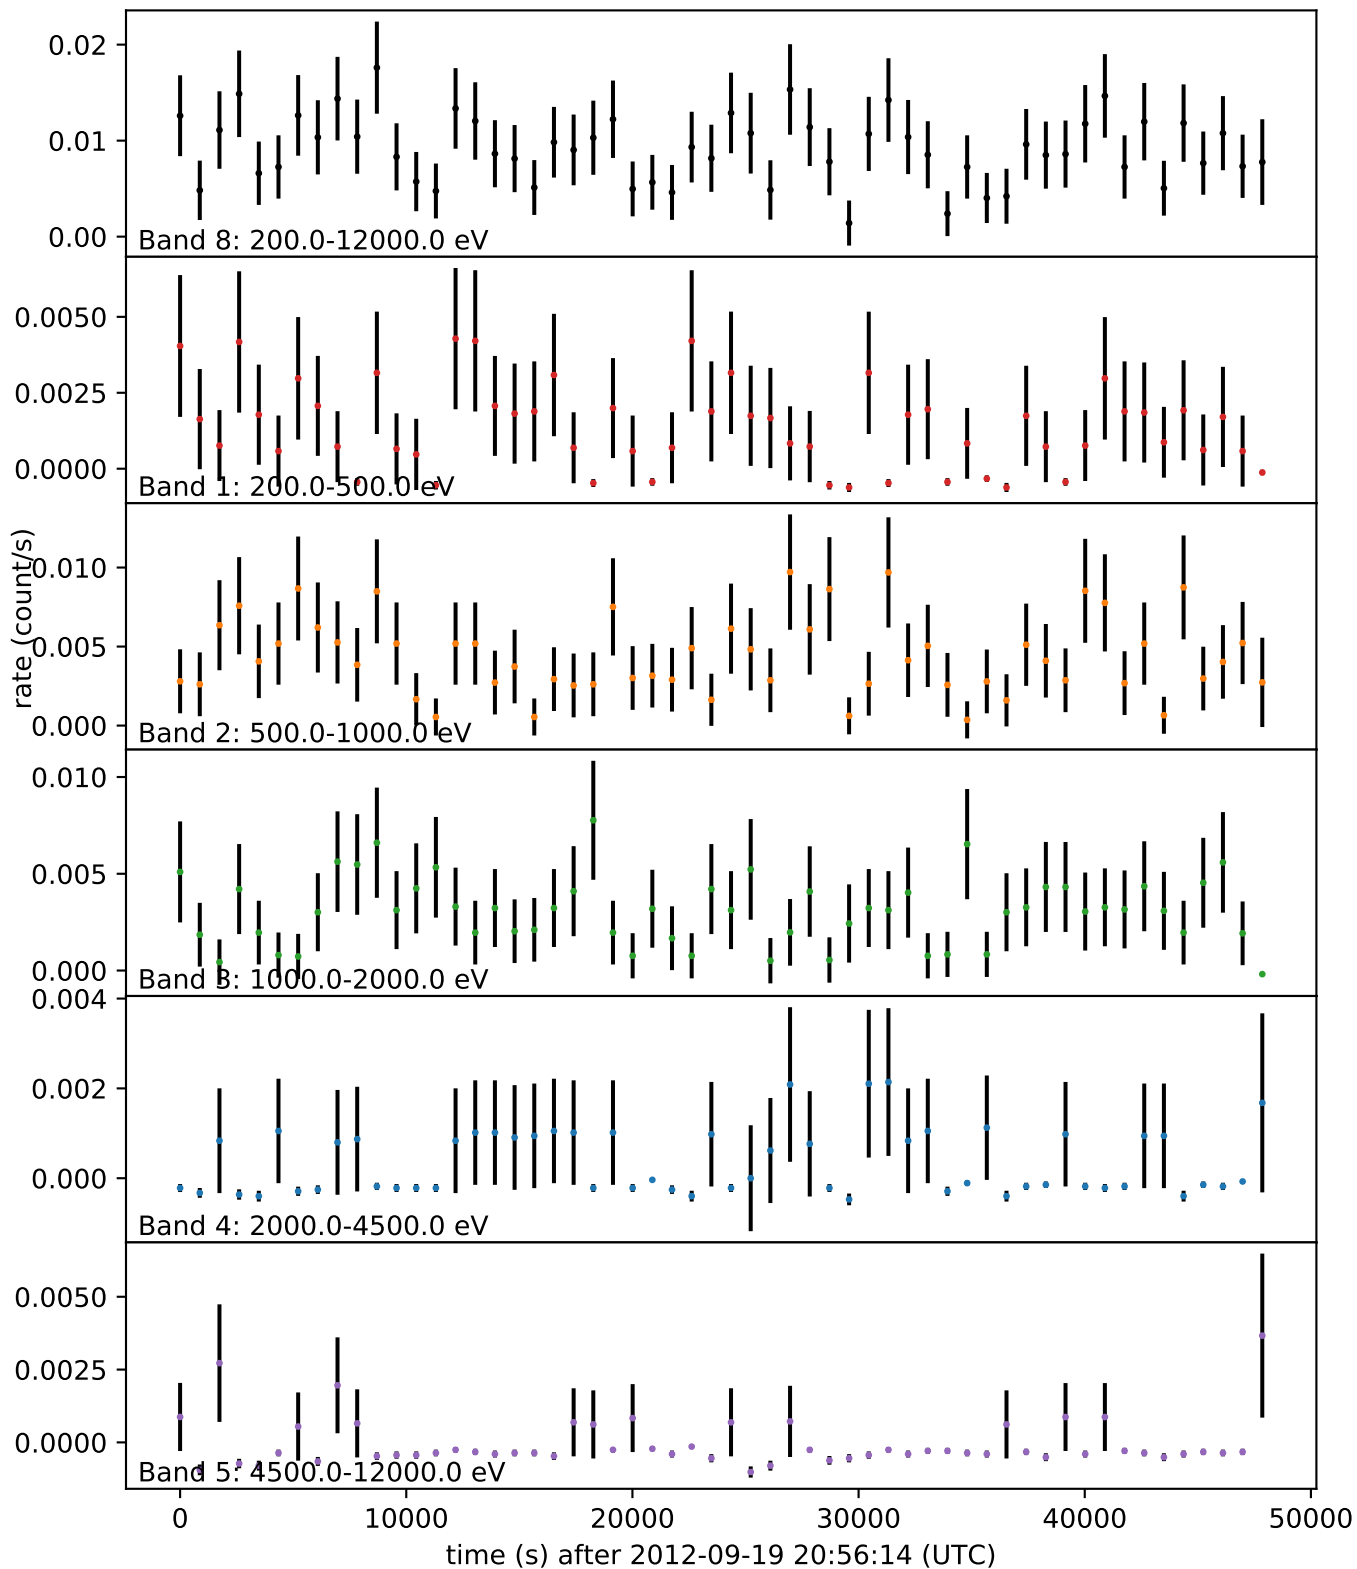 0.02
0.01
0.00
Band 8: 200.0-12000.0 eV
0.0050
0.0025
0.0000
Band 1: 200.0-500.0 eV
rate (count/s)
0.010
0.005
0.000
Band 2: 500.0-1000.0 eV
0.010
0.005
0.000
Band 3: 1000.0-2000.0 eV
0.004
0.002
0.000
Band 4: 2000.0-4500.0 eV
0.0050
0.0025
0.0000
Band 5: 4500.0-12000.0 eV
0 10000 20000 30000 40000 50000
time (s) after 2012-09-19 20:56:14 (UTC)